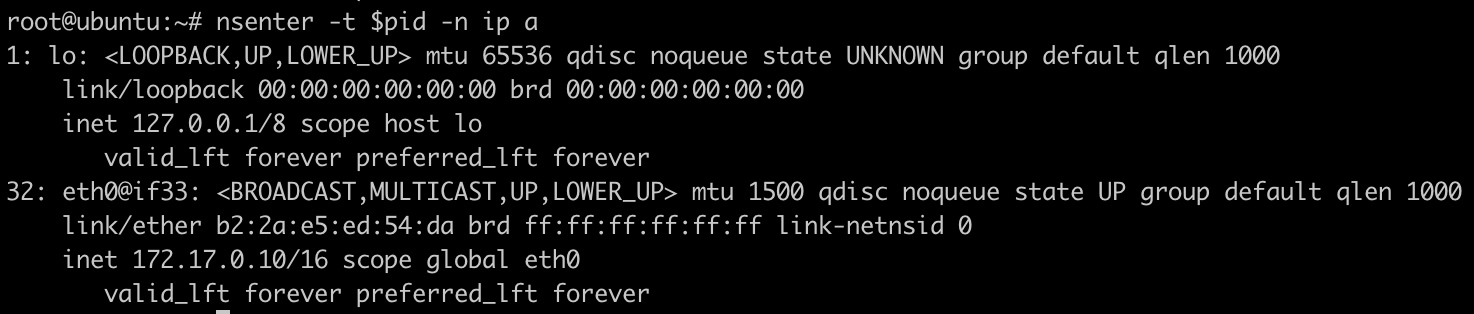 root@ubuntu:~# nsenter -t $pid -n ip a
1: lo: <LOOPBACK,UP,LOWER_UP> mtu 65536 qdisc noqueue state UNKNOWN group default qlen 1000
    link/loopback 00:00:00:00:00:00 brd 00:00:00:00:00:00
    inet 127.0.0.1/8 scope host lo
       valid_lft forever preferred_lft forever
32: eth0@if33: <BROADCAST,MULTICAST,UP,LOWER_UP> mtu 1500 qdisc noqueue state UP group default qlen 1000
    link/ether b2:2a:e5:ed:54:da brd ff:ff:ff:ff:ff:ff link-netnsid 0
    inet 172.17.0.10/16 scope global eth0
       valid_lft forever preferred_lft forever